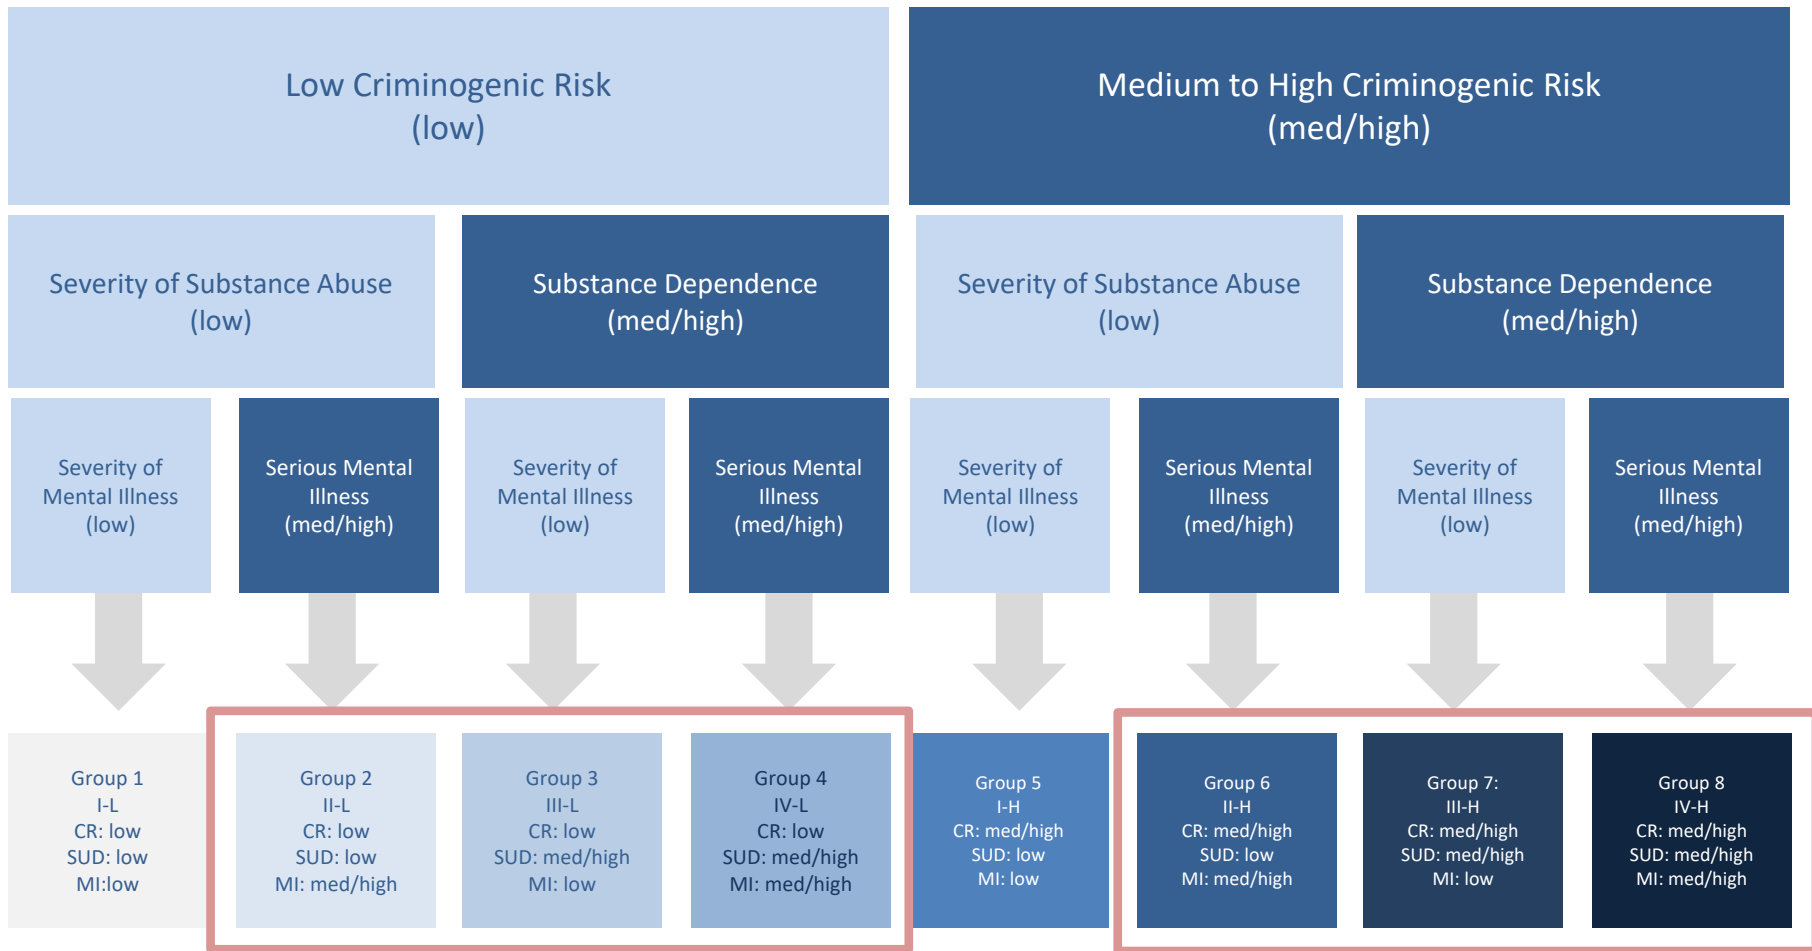 Low Criminogenic Risk
(low)
Medium to High Criminogenic Risk
(med/high)
Severity of Substance Abuse
(low)
Substance Dependence
(med/high)
Severity of Substance Abuse
(low)
Substance Dependence
(med/high)
Severity of
Mental Illness
(low)
Serious Mental
Illness
(med/high)
Severity of
Mental Illness
(low)
Serious Mental
Illness
(med/high)
Severity of
Mental Illness
(low)
Serious Mental
Illness
(med/high)
Severity of
Mental Illness
(low)
Serious Mental
Illness
(med/high)
Group 1
I-L
CR: low
SUD: low
MI:low
Group 2
II-L
CR: low
SUD: low
MI: med/high
Group 3
III-L
CR: low
SUD: med/high
MI: low
Group 4
IV-L
CR: low
SUD: med/high
MI: med/high
Group 5
I-H
CR: med/high
SUD: low
MI: low
Group 6
II-H
CR: med/high
SUD: low
MI: med/high
Group 7:
III-H
CR: med/high
SUD: med/high
MI: low
Group 8
IV-H
CR: med/high
SUD: med/high
MI: med/high